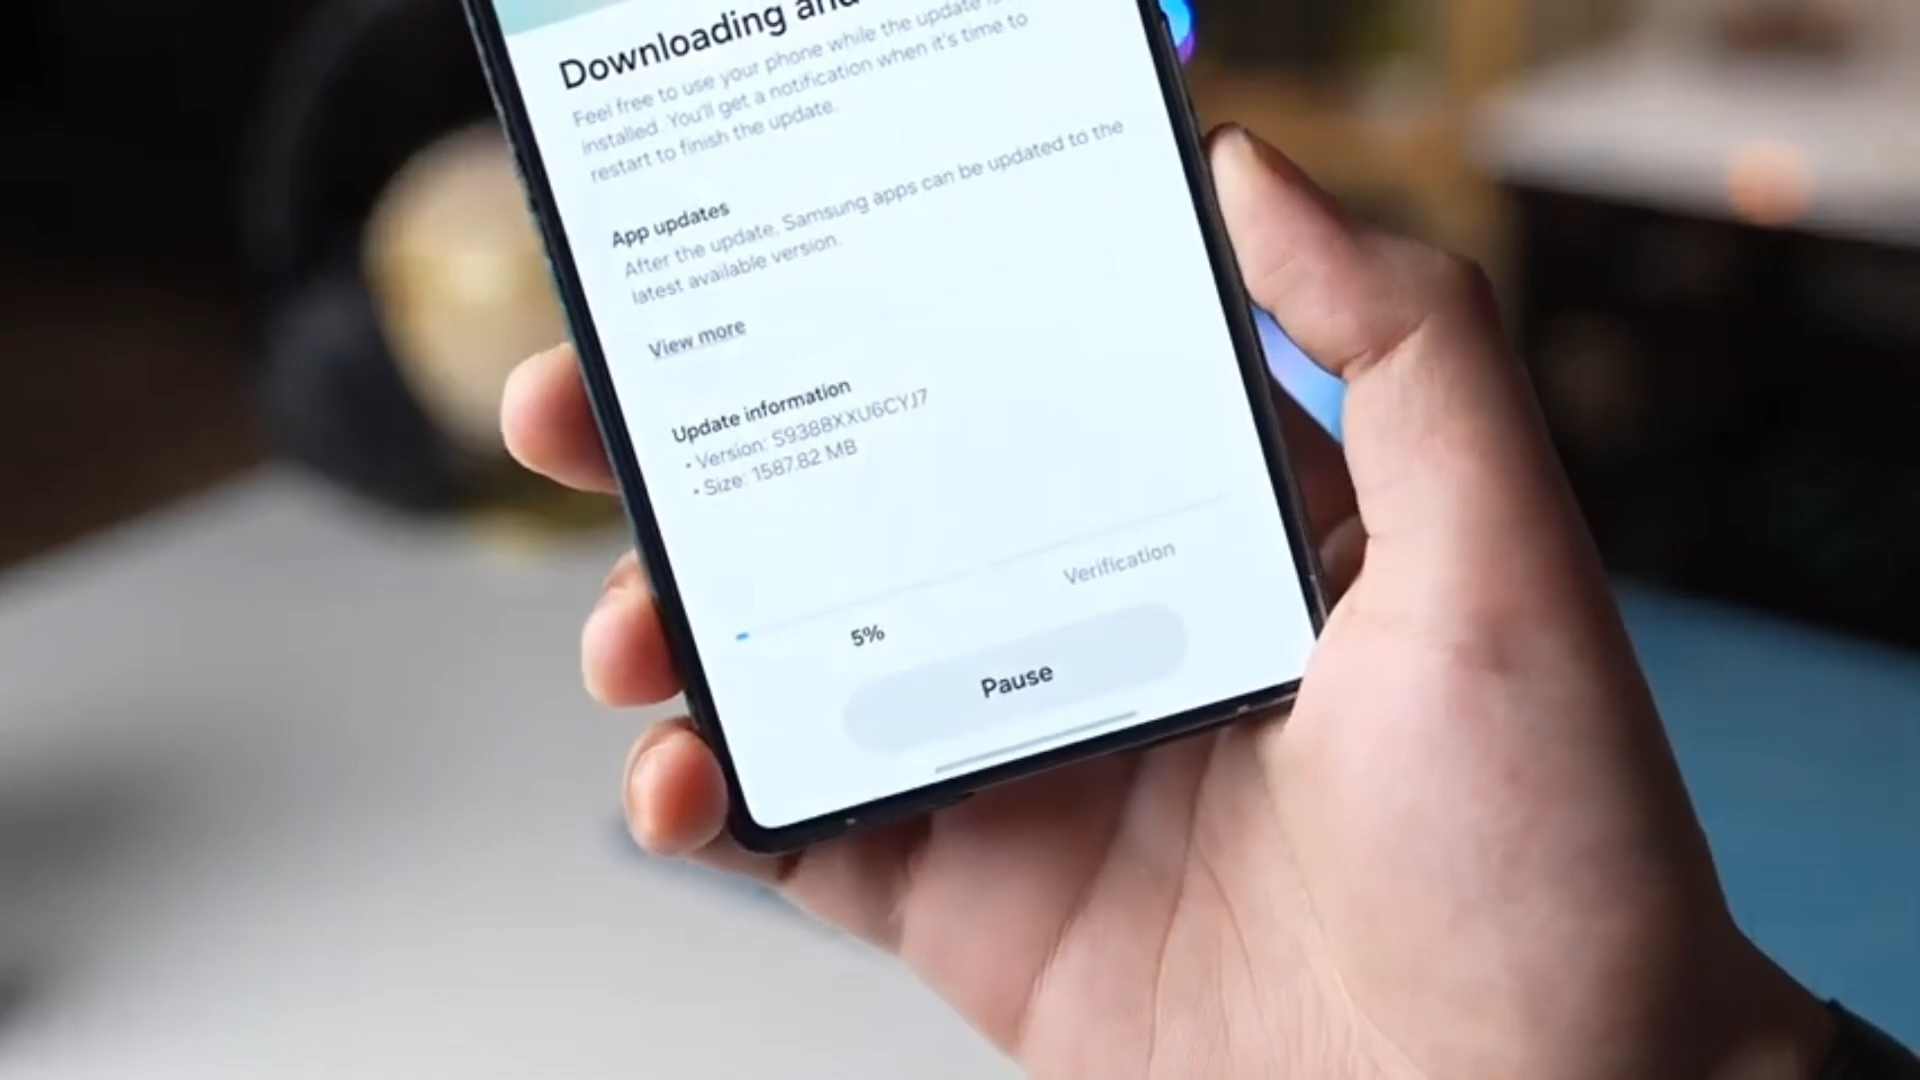 Downloading and
Feel free to use your phone while the update is
installed. You'll get a notification when it's time to
restart to finish the update.
App updates
After the update, Samsung apps can be updated to the
latest available version.
View more
Update information
• Version: S938BXXU6CYJ7
• Size: 1587.82 MB
5%
Verification
Pause